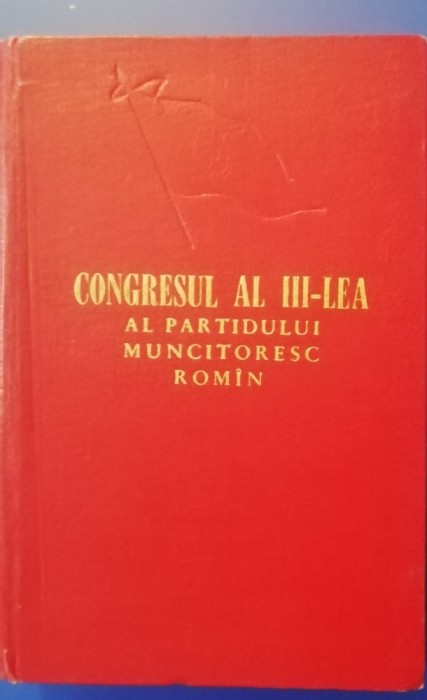 CONGRESUL AL III-LEA
AL PARTIDULUI
MUNCITORESC
ROMÎN